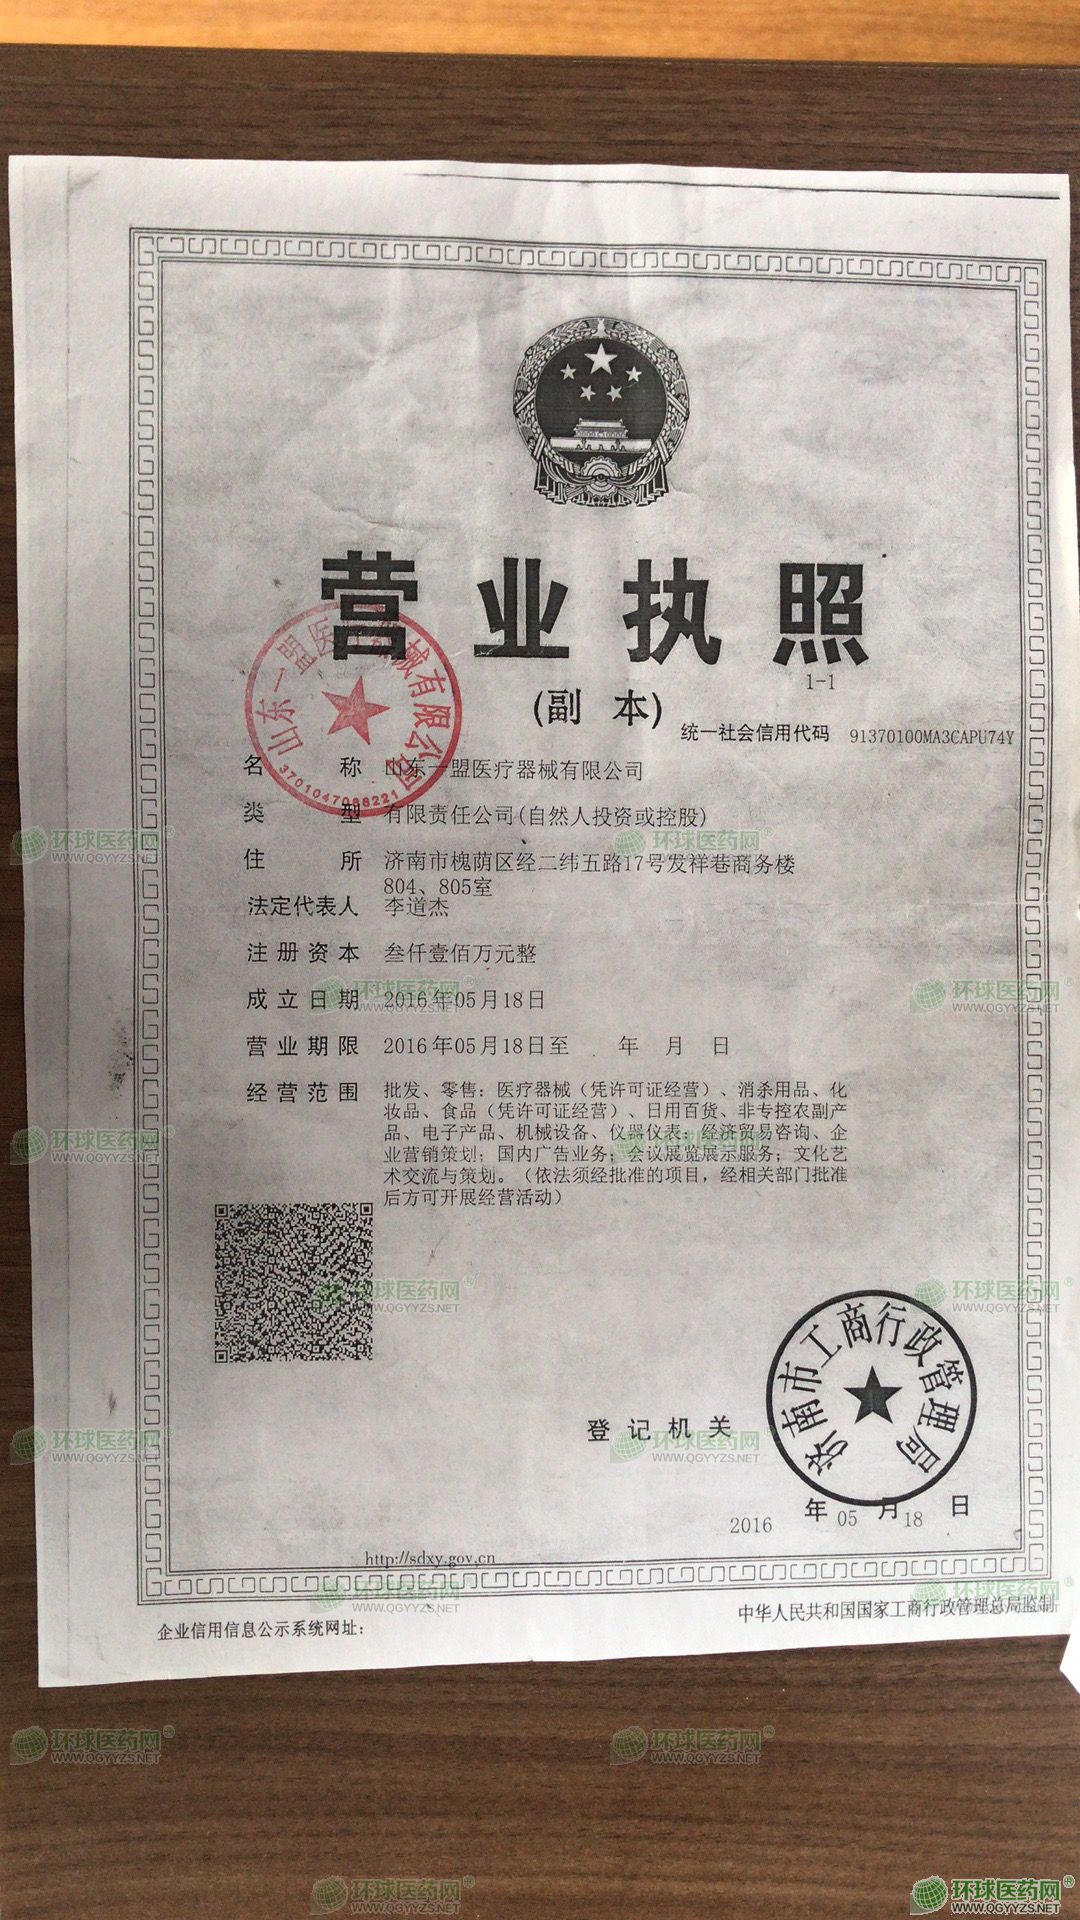 营业执照
1-1
(副 本)
统一社会信用代码 91370100MA3CAPU74Y
名称 山东一盟医疗器械有限公司
类型 有限责任公司(自然人投资或控股)
住所 济南市槐荫区经二纬五路17号发祥巷商务楼
804、805室
法定代表人 李道杰
注册资本 叁仟壹佰万元整
成立日期 2016年05月18日
营业期限 2016年05月18日至 年 月 日
经营范围 批发、零售：医疗器械（凭许可证经营）、消杀用品、化
妆品、食品（凭许可证经营）、日用百货、非专控农副产
品、电子产品、机械设备、仪器仪表；经济贸易咨询、企
业营销策划；国内广告业务；会议展览展示服务；文化艺
术交流与策划。（依法须经批准的项目，经相关部门批准
后方可开展经营活动）
山东一盟医疗器械有限公司
3701047088221
济南市工商行政管理局
登记机关
2016 年 05 月 18 日
http://sdxy.gov.cn
企业信用信息公示系统网址：
中华人民共和国国家工商行政管理总局监制
环球医药网®
WWW.QGYYZS.NET